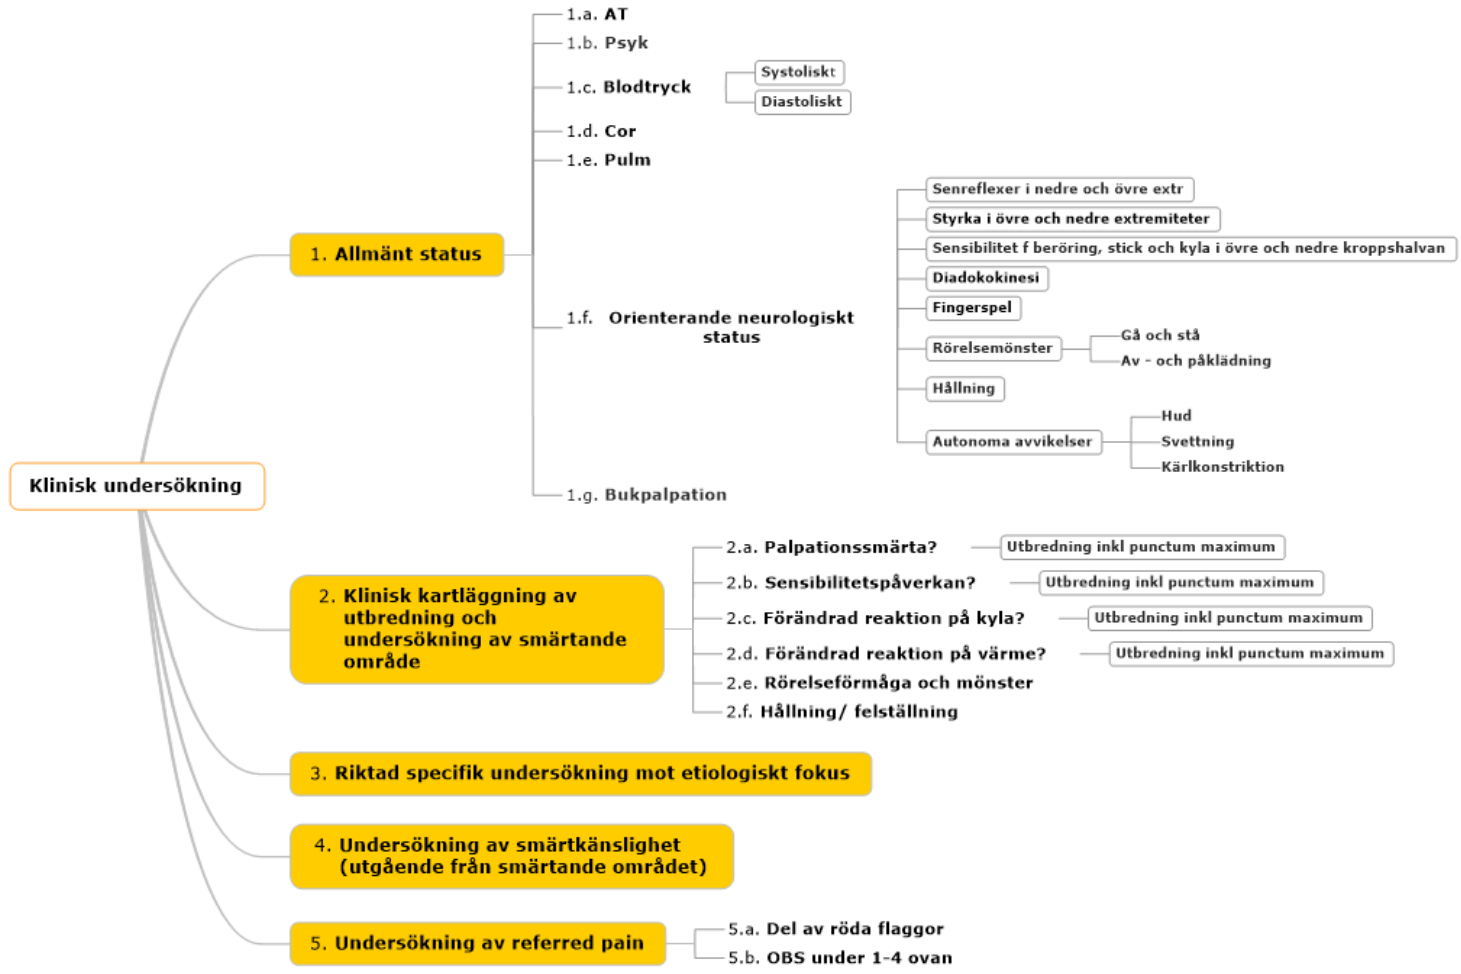 Klinisk undersökning
1. Allmänt status
1.a. AT
1.b. Psyk
1.c. Blodtryck
Systoliskt
Diastoliskt
1.d. Cor
1.e. Pulm
1.f. Orienterande neurologiskt
status
Senreflexer i nedre och övre extr
Styrka i övre och nedre extremiteter
Sensibilitet f beröring, stick och kyla i övre och nedre kroppshalvan
Diadokokinesi
Fingerspel
Rörelsemönster
Gå och stå
Av - och påklädning
Hållning
Autonoma avvikelser
Hud
Svettning
Kärlkonstriktion
1.g. Bukpalpation
2. Klinisk kartläggning av
utbredning och
undersökning av smärtande
område
2.a. Palpationssmärta?
Utbredning inkl punctum maximum
2.b. Sensibilitetspåverkan?
Utbredning inkl punctum maximum
2.c. Förändrad reaktion på kyla?
Utbredning inkl punctum maximum
2.d. Förändrad reaktion på värme?
Utbredning inkl punctum maximum
2.e. Rörelseförmåga och mönster
2.f. Hållning/ felställning
3. Riktad specifik undersökning mot etiologiskt fokus
4. Undersökning av smärtkänslighet
(utgående från smärtande området)
5. Undersökning av referred pain
5.a. Del av röda flaggor
5.b. OBS under 1-4 ovan